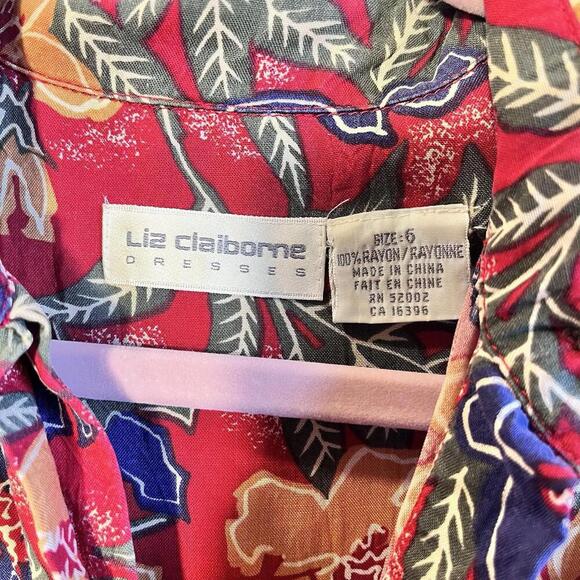 Liz claiborne
DRESSES
SIZE: 6
100% RAYON/RAYONNE
MADE IN CHINA
FAIT EN CHINE
RN 52002
CA 16396